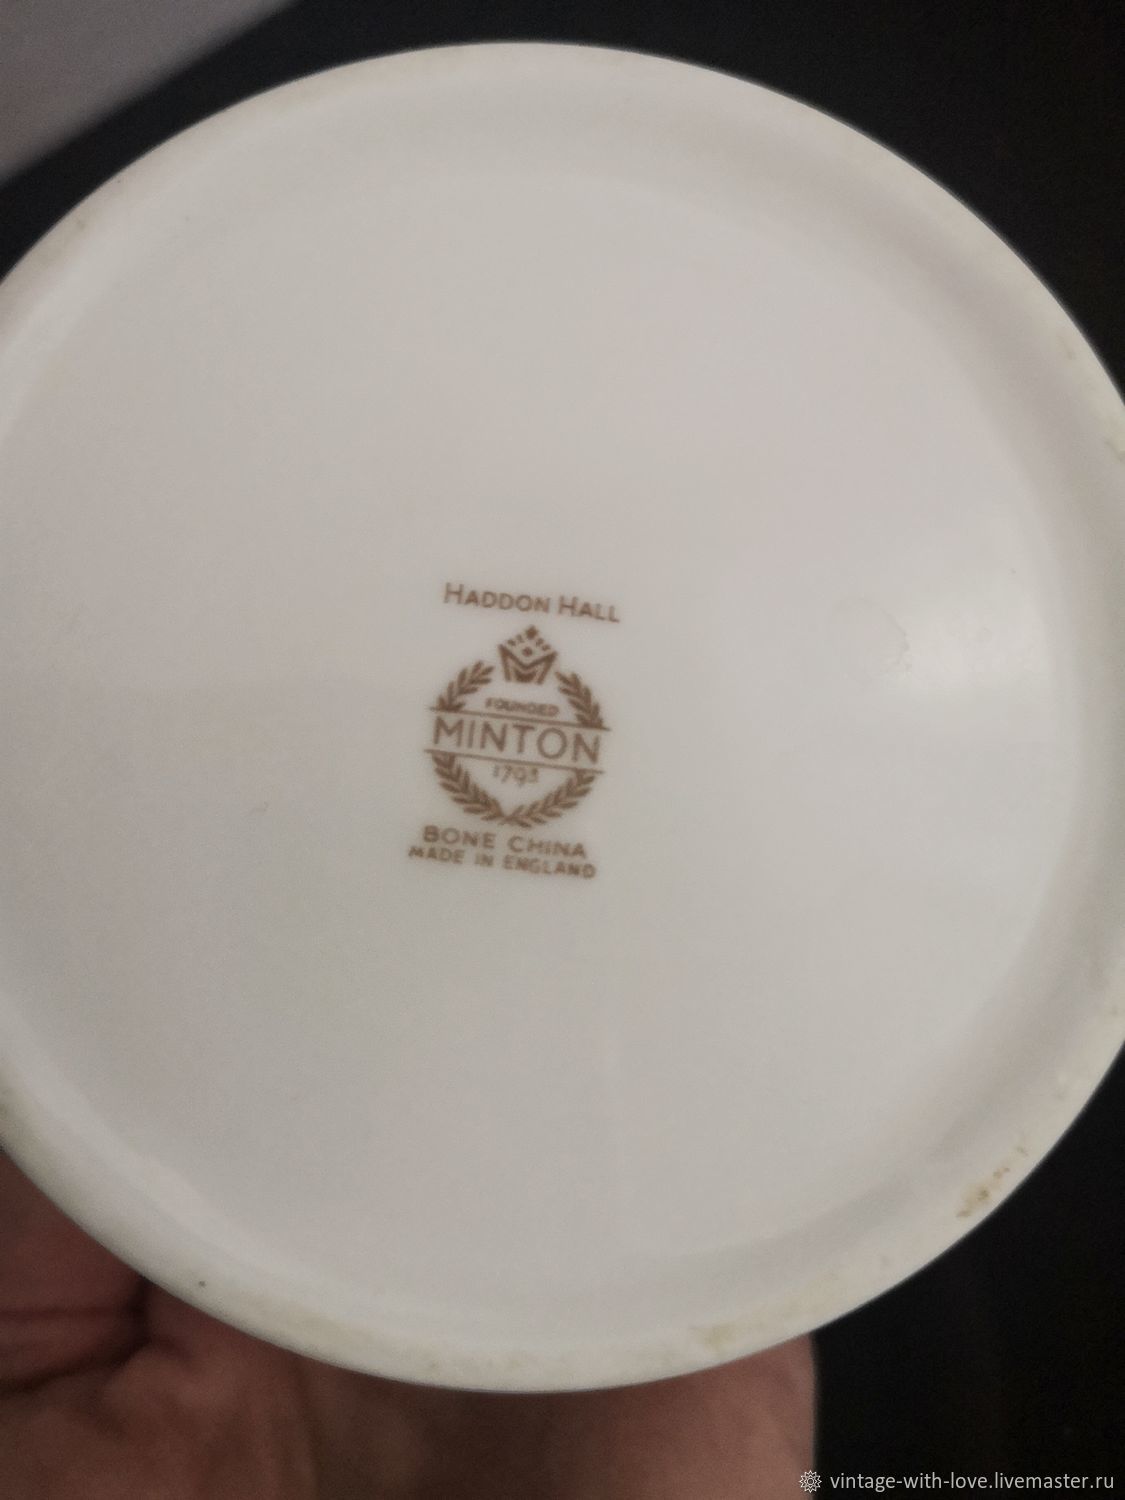 HADDON HALL
M
FOUNDED
MINTON
1793
BONE CHINA
MADE IN ENGLAND
vintage-with-love.livemaster.ru